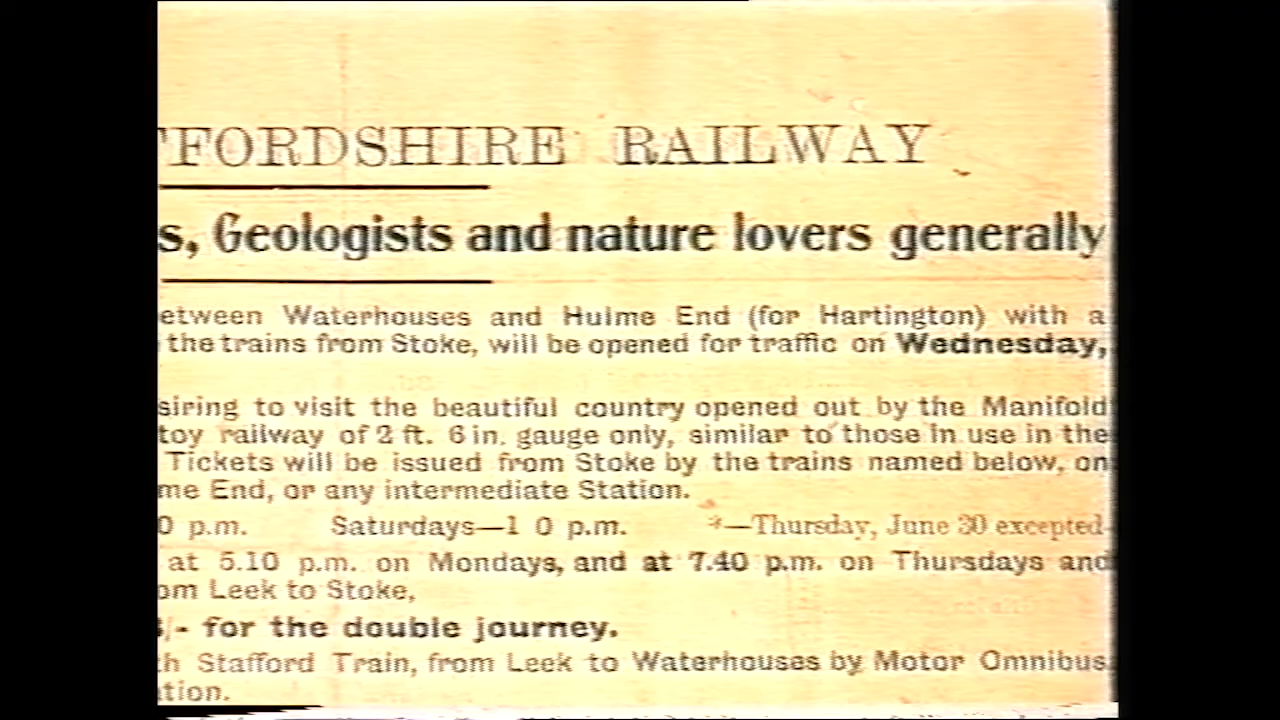 FFORDSHIRE RAILWAY
s, Geologists and nature lovers generally
etween Waterhouses and Hulme End (for Hartington) with a
the trains from Stoke, will be opened for traffic on Wednesday,
siring to visit the beautiful country opened out by the Manifold
toy railway of 2 ft. 6 in. gauge only, similar to those in use in the
Tickets will be issued from Stoke by the trains named below, on
me End, or any intermediate Station.
0 p.m. Saturdays—1 0 p.m. *—Thursday, June 30 excepted
at 5.10 p.m. on Mondays, and at 7.40 p.m. on Thursdays and
om Leek to Stoke,
/- for the double journey.
th Stafford Train, from Leek to Waterhouses by Motor Omnibus
ation.